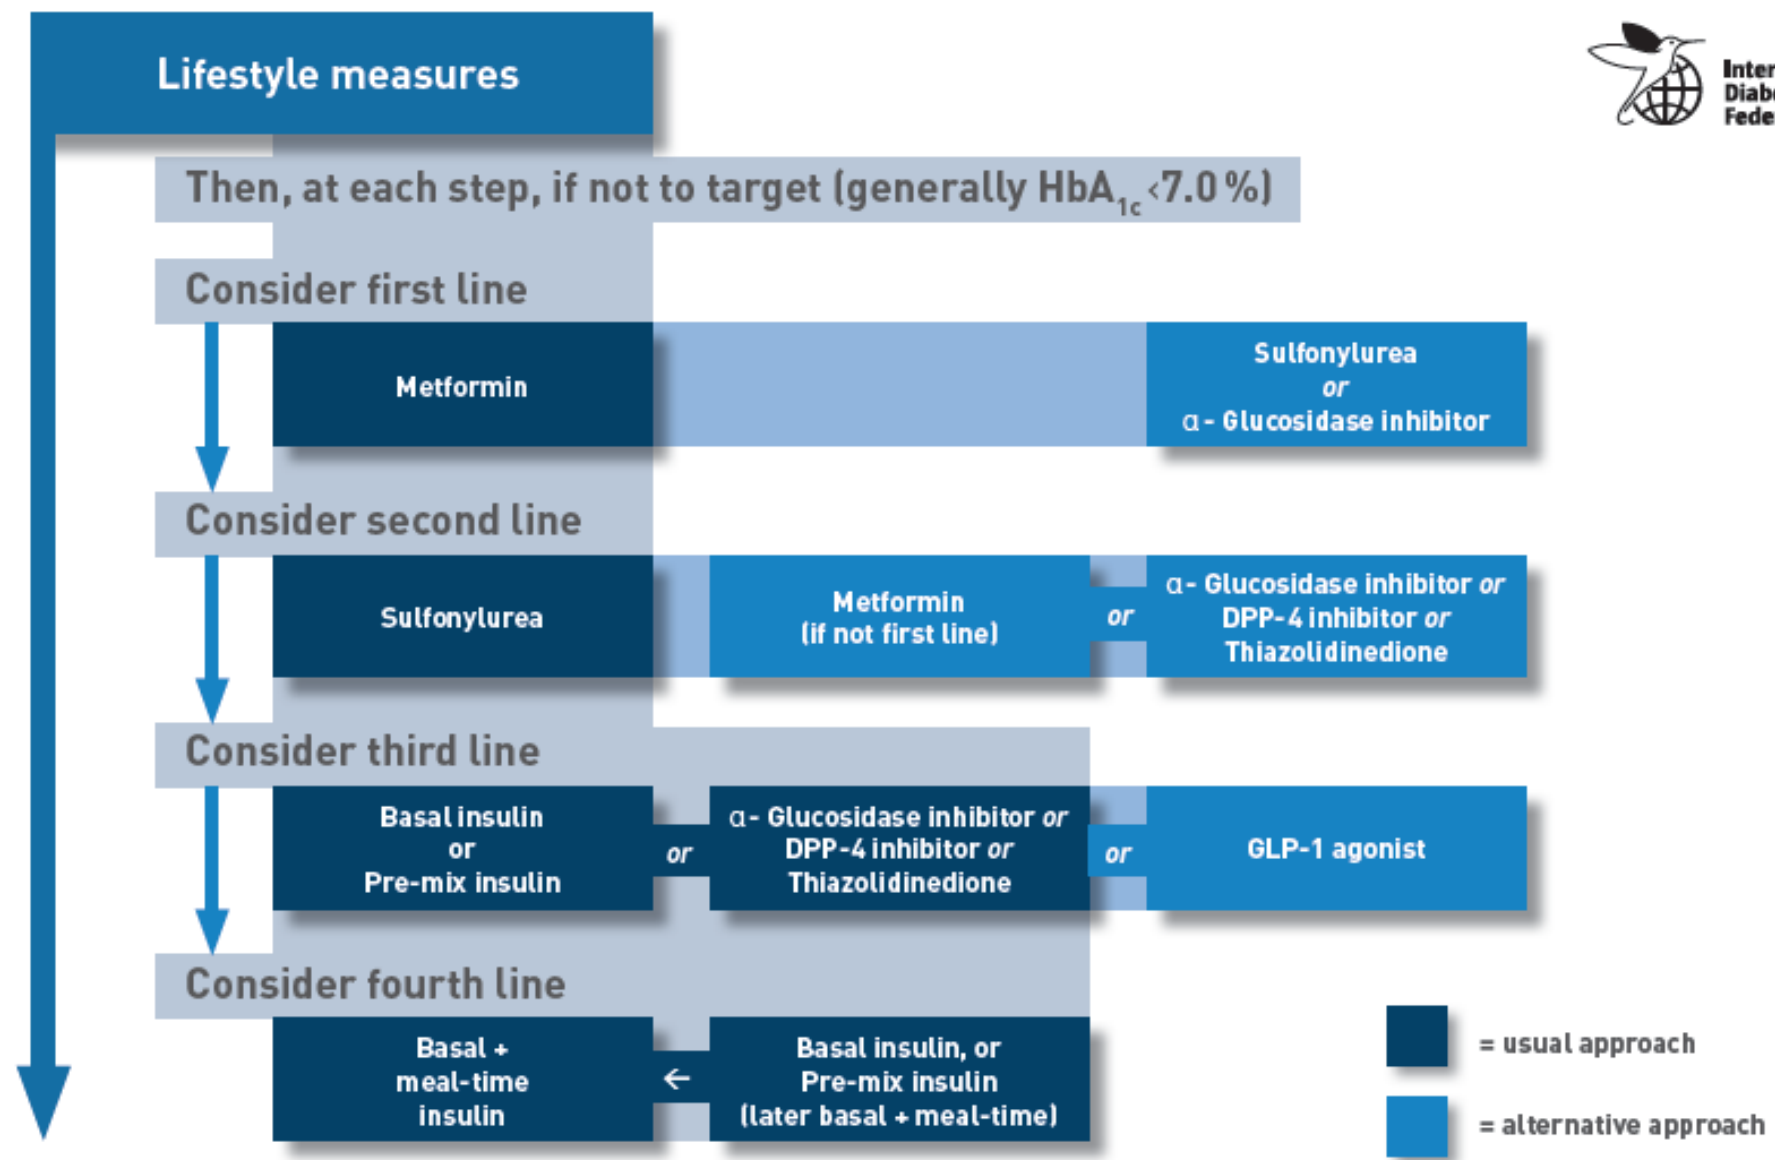 Lifestyle measures
Inter
Diab
Fede
Then, at each step, if not to target (generally HbA1c <7.0 %)
Consider first line
Metformin
Sulfonylurea
or
α- Glucosidase inhibitor
Consider second line
Sulfonylurea
Metformin
(if not first line)
or
α- Glucosidase inhibitor or
DPP-4 inhibitor or
Thiazolidinedione
Consider third line
Basal insulin
or
Pre-mix insulin
or
α- Glucosidase inhibitor or
DPP-4 inhibitor or
Thiazolidinedione
or
GLP-1 agonist
Consider fourth line
Basal +
meal-time
insulin
←
Basal insulin, or
Pre-mix insulin
(later basal + meal-time)
= usual approach
= alternative approach